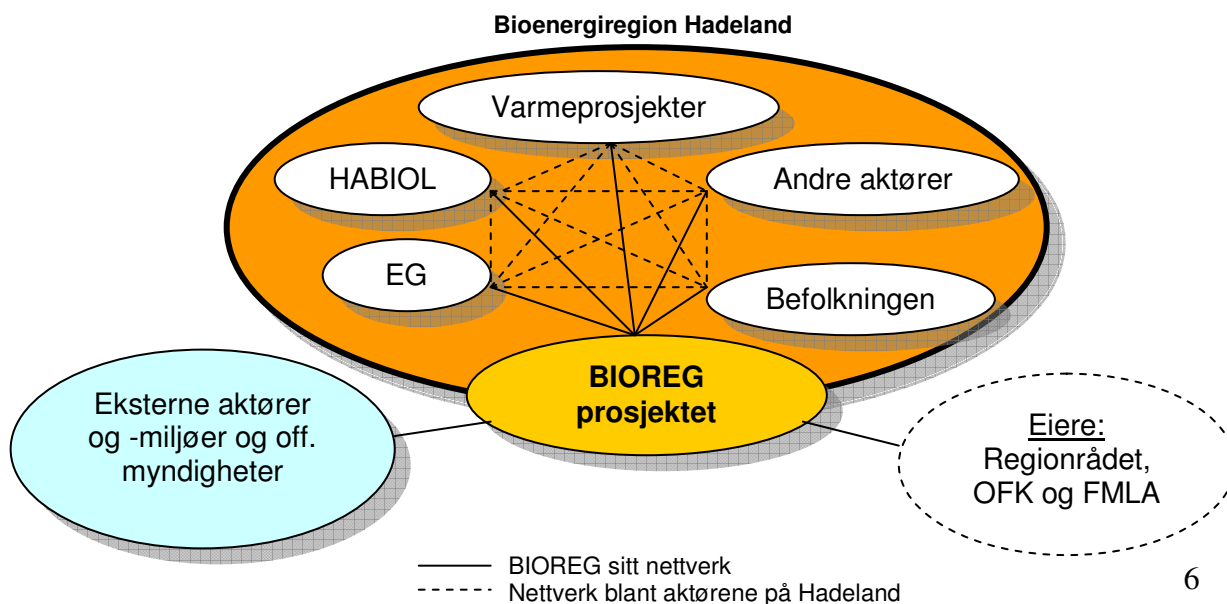 Bioenergiregion Hadeland
Varmeprosjekter
HABIOL
Andre aktører
EG
Befolkningen
BIOREG
prosjektet
Eksterne aktører
og -miljøer og off.
myndigheter
Eiere:
Regionrådet,
OFK og FMLA
BIOREG sitt nettverk
Nettverk blant aktørene på Hadeland
6